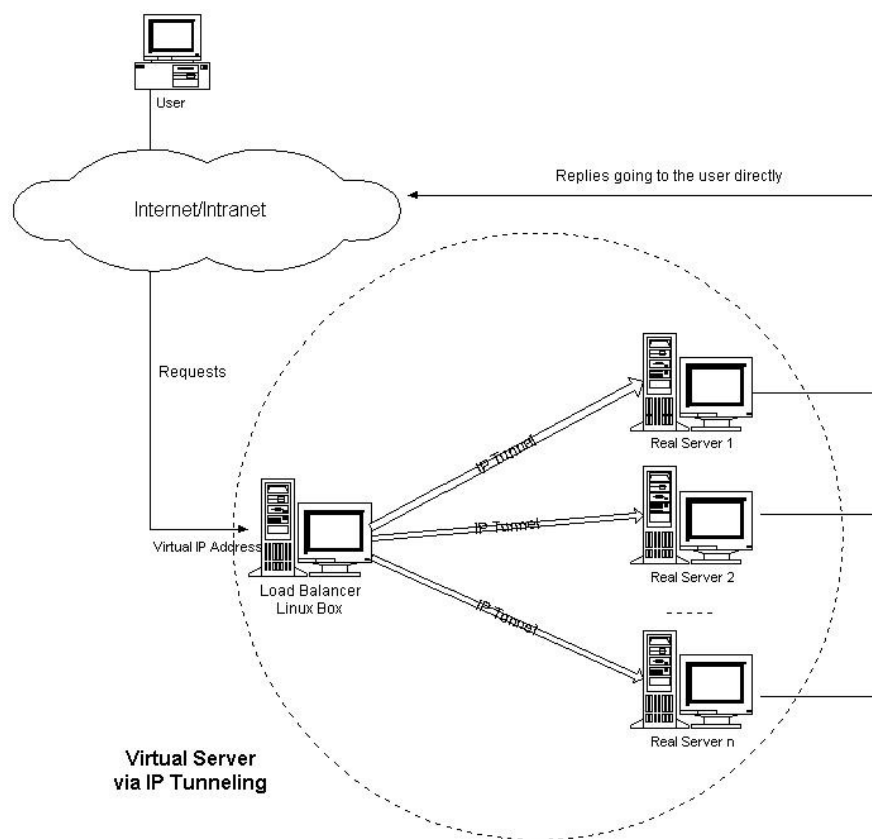 User
Internet/Intranet
Replies going to the user directly
Requests
IP Tunnel
Real Server 1
IP Tunnel
Virtual IP Address
Real Server 2
Load Balancer
Linux Box
IP Tunnel
Real Server n
Virtual Server
via IP Tunneling